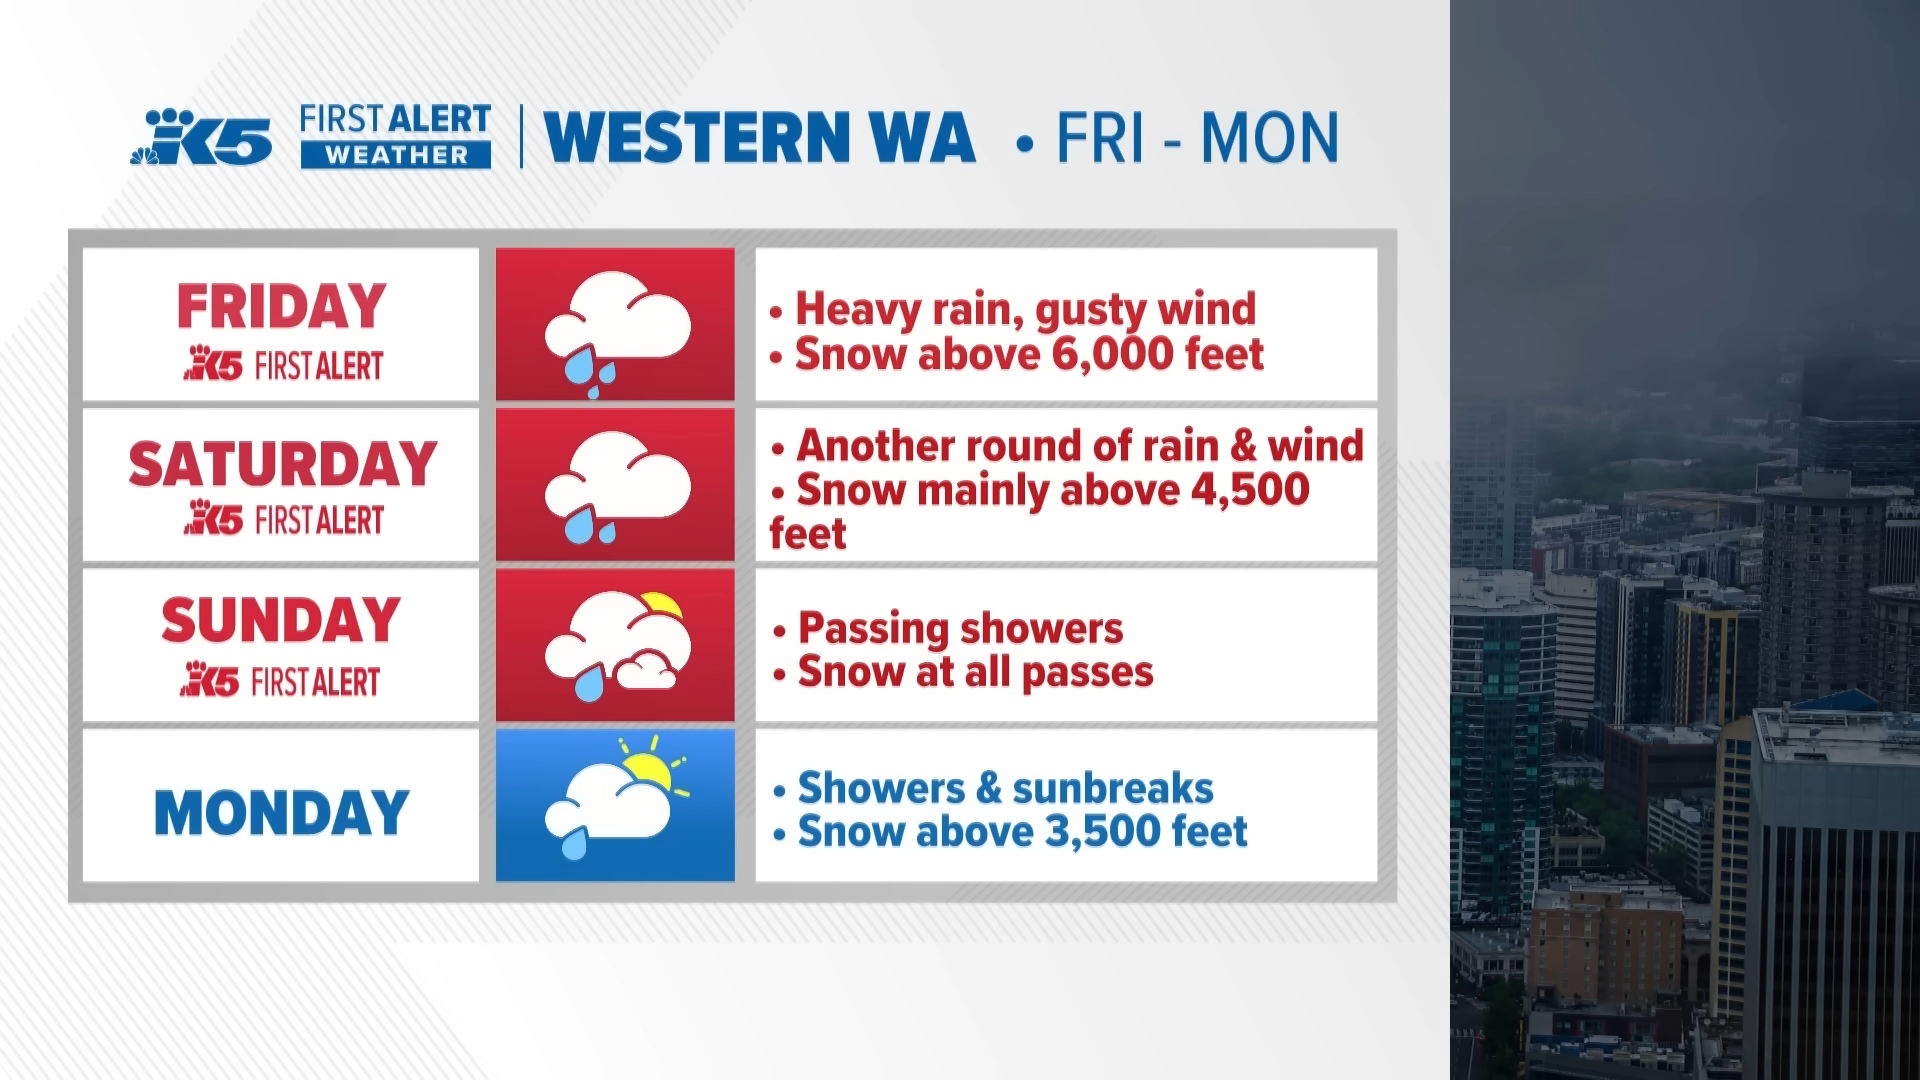 K5 FIRST ALERT WEATHER WESTERN WA • FRI - MON
FRIDAY
K5 FIRST ALERT
• Heavy rain, gusty wind
• Snow above 6,000 feet
SATURDAY
K5 FIRST ALERT
• Another round of rain & wind
• Snow mainly above 4,500
feet
SUNDAY
K5 FIRST ALERT
• Passing showers
• Snow at all passes
MONDAY
• Showers & sunbreaks
• Snow above 3,500 feet